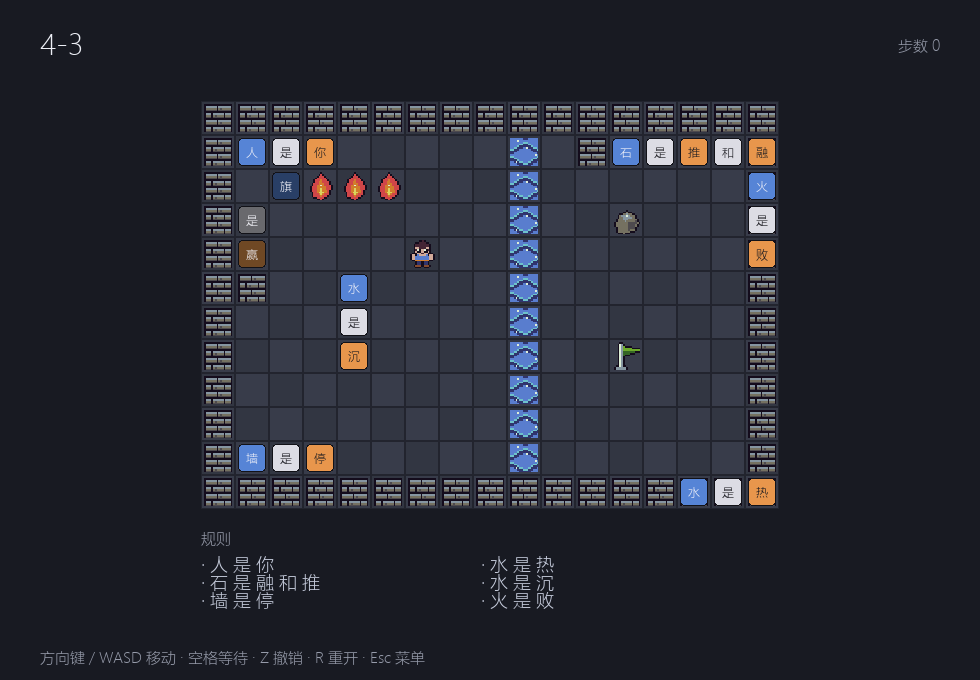 4-3
步数 0
人 是 你 石 是 推 和 融
旗 火
是 是
赢 败
水
是
沉
墙 是 停
水 是 热
规则
· 人 是 你
· 石 是 融 和 推
· 墙 是 停
· 水 是 热
· 水 是 沉
· 火 是 败
方向键 / WASD 移动 · 空格等待 · Z 撤销 · R 重开 · Esc 菜单